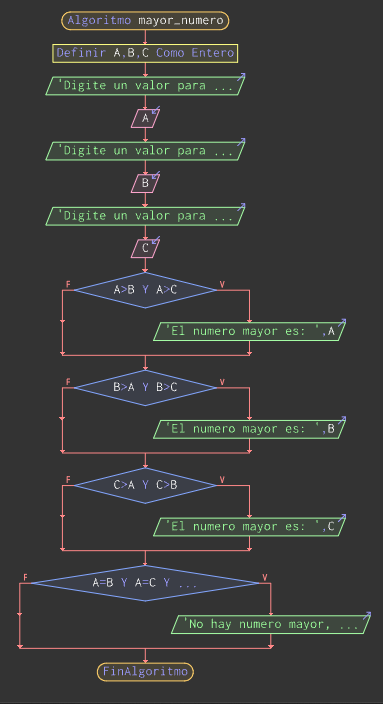 Algoritmo mayor_numero
Definir A,B,C Como Entero
'Digite un valor para ...
A
'Digite un valor para ...
B
'Digite un valor para ...
C
F A>B Y A>C V
'El numero mayor es: ',A
F B>A Y B>C V
'El numero mayor es: ',B
F C>A Y C>B V
'El numero mayor es: ',C
F A=B Y A=C Y ... V
'No hay numero mayor, ...
FinAlgoritmo